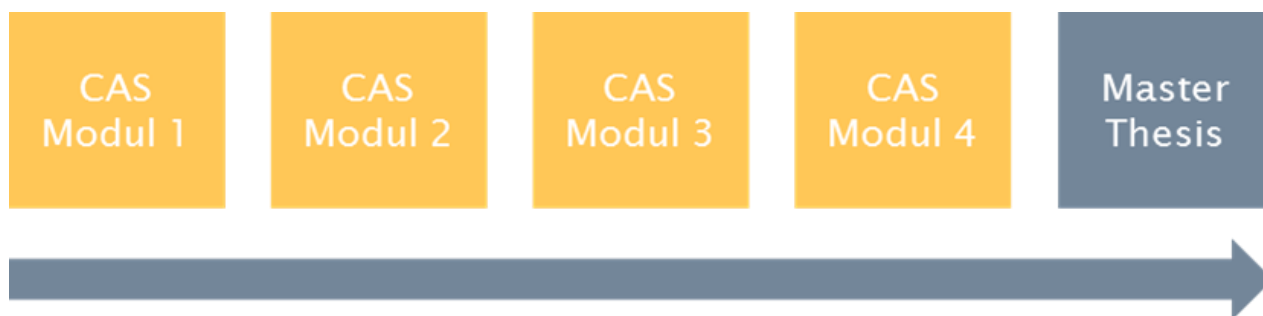 CAS
Modul 1
CAS
Modul 2
CAS
Modul 3
CAS
Modul 4
Master
Thesis